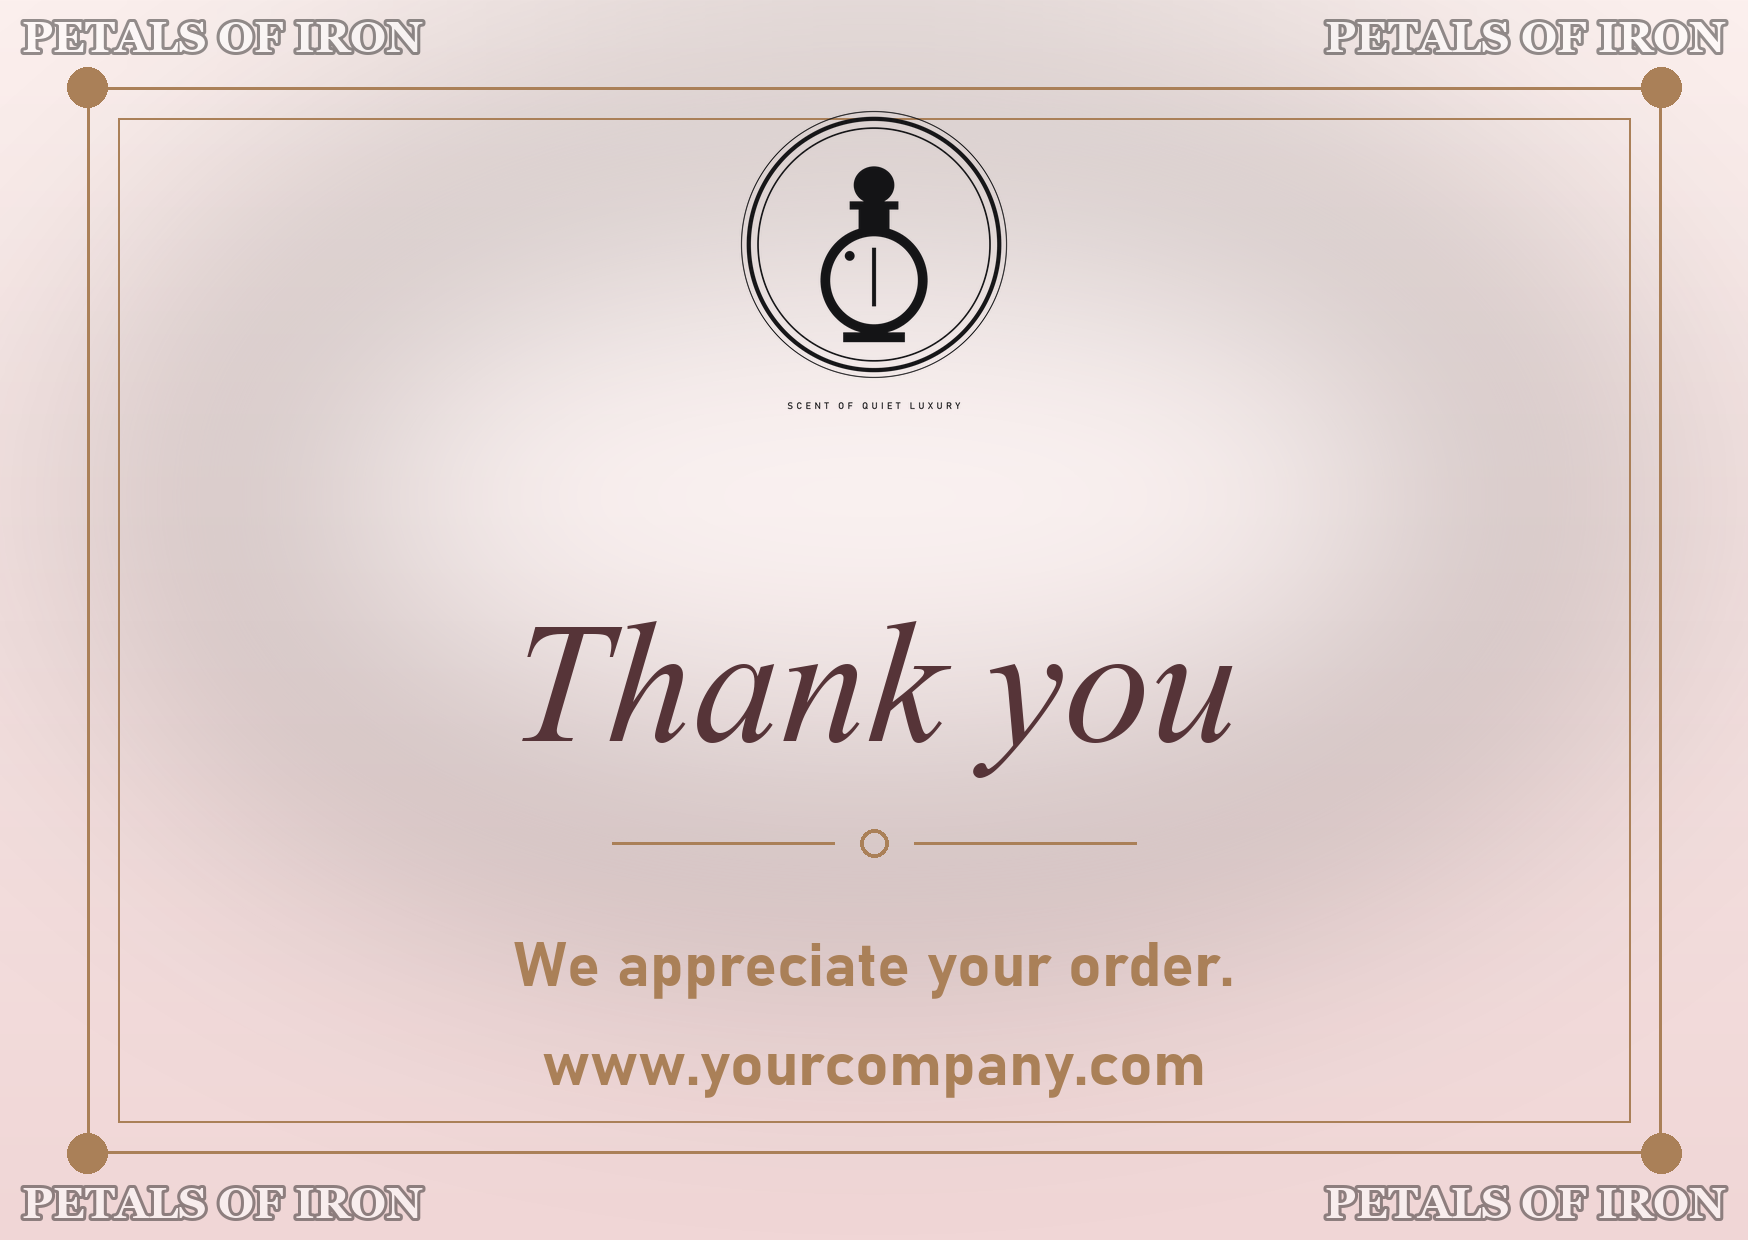 PETALS OF IRON
PETALS OF IRON
SCENT OF QUIET LUXURY
Thank you
We appreciate your order.
www.yourcompany.com
PETALS OF IRON
PETALS OF IRON